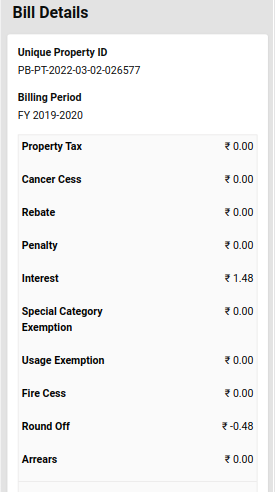 Bill Details
Unique Property ID
PB-PT-2022-03-02-026577
Billing Period
FY 2019-2020
Property Tax ₹ 0.00
Cancer Cess ₹ 0.00
Rebate ₹ 0.00
Penalty ₹ 0.00
Interest ₹ 1.48
Special Category ₹ 0.00
Exemption
Usage Exemption ₹ 0.00
Fire Cess ₹ 0.00
Round Off ₹ -0.48
Arrears ₹ 0.00